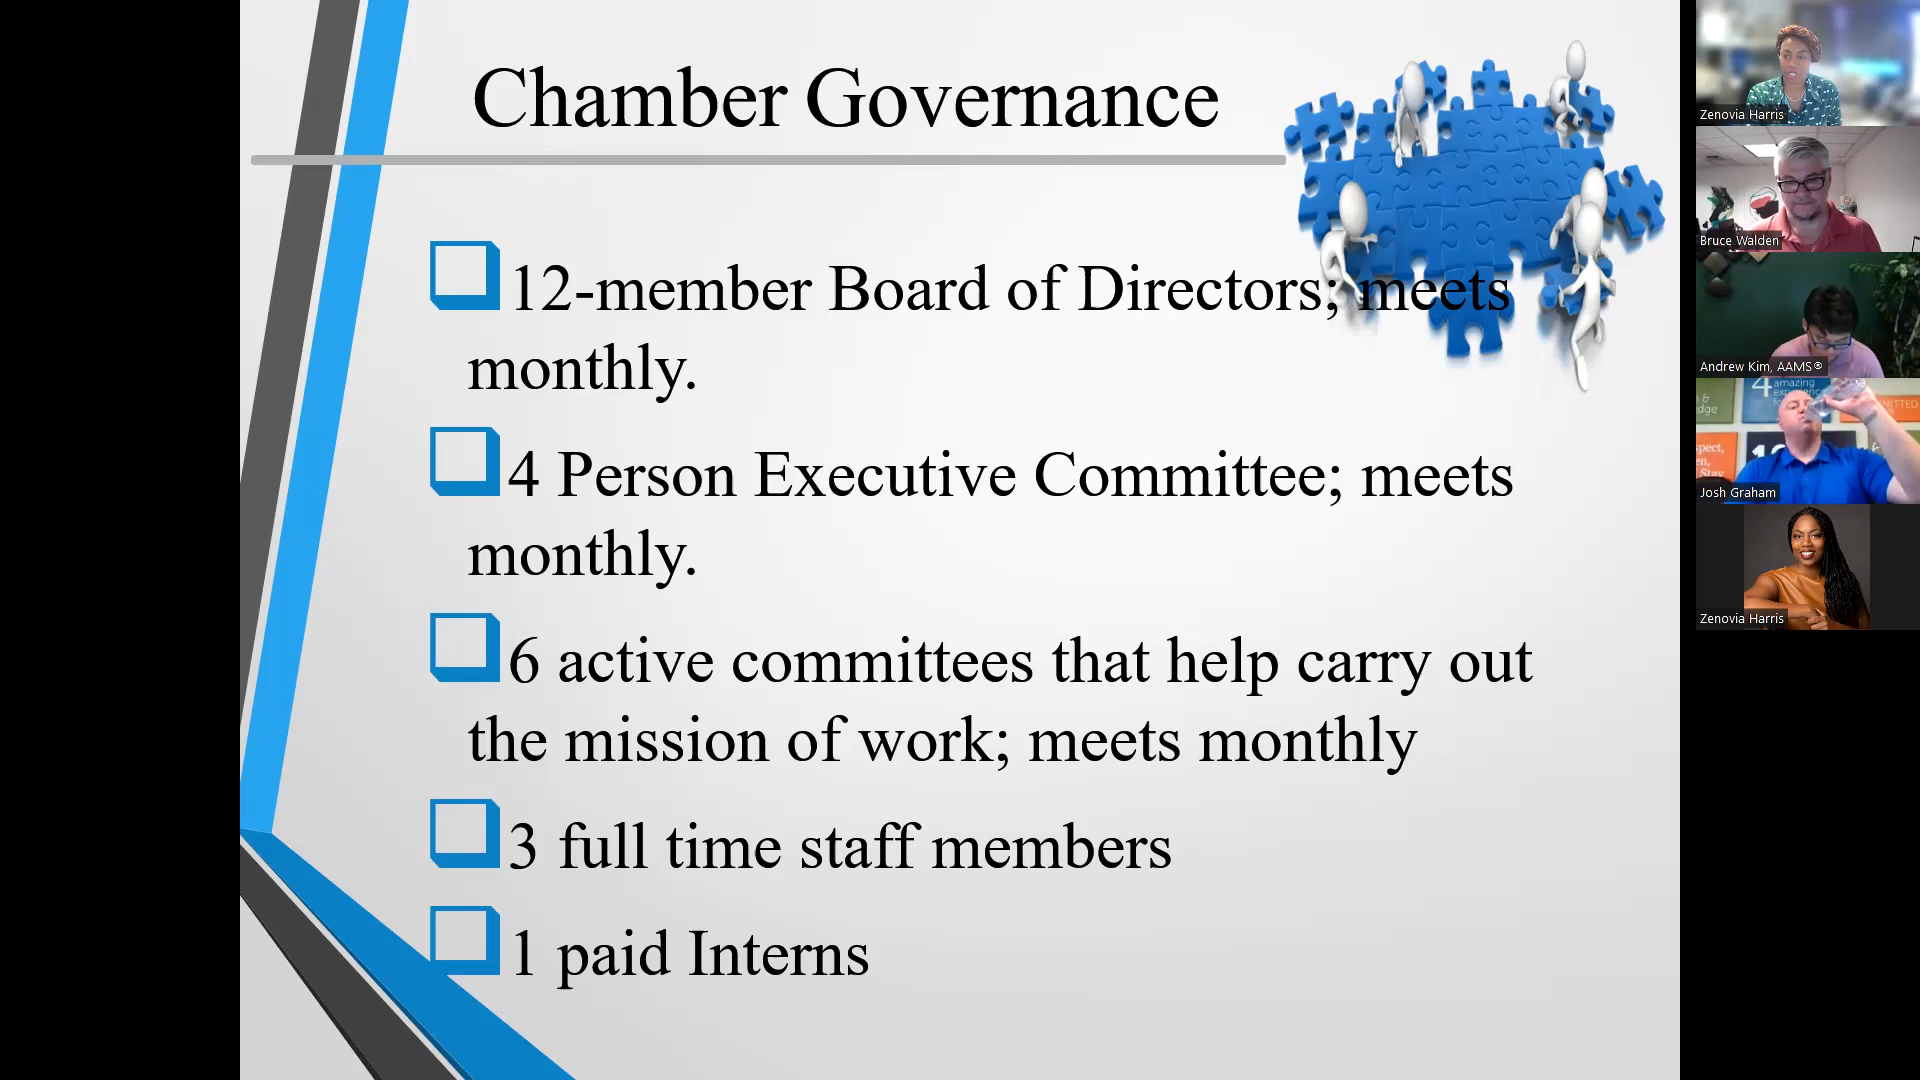 Chamber Governance
12-member Board of Directors; meets
monthly.
4 Person Executive Committee; meets
monthly.
6 active committees that help carry out
the mission of work; meets monthly
3 full time staff members
1 paid Interns
Zenovia Harris
Bruce Walden
Andrew Kim, AAMS®
4 amazing
Josh Graham
Zenovia Harris